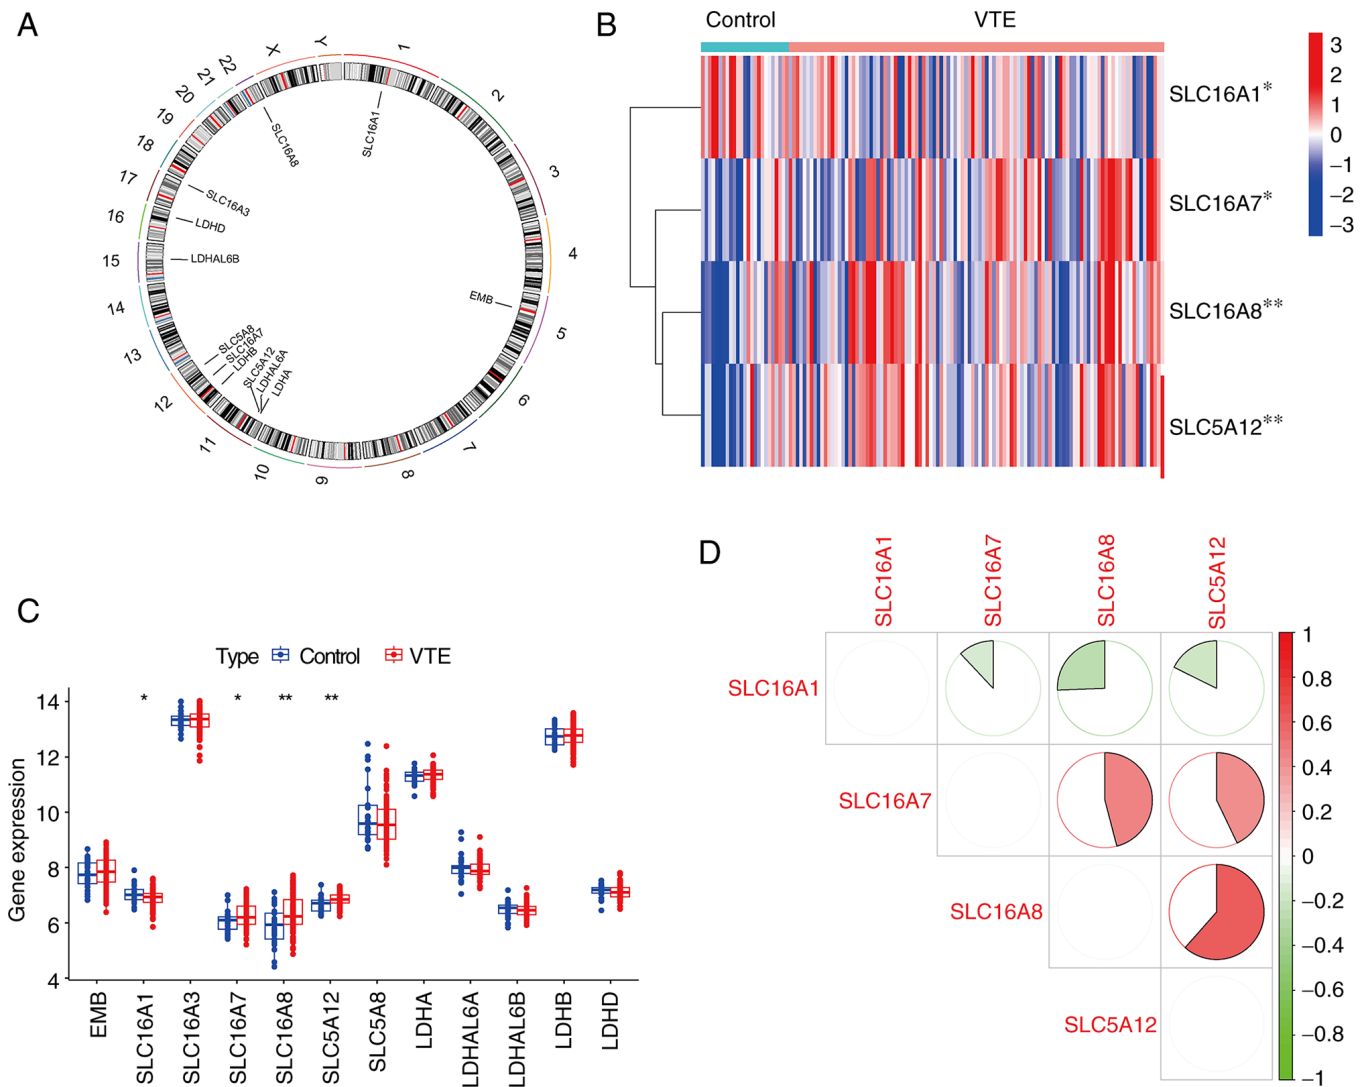 A
1
2
3
4
5
6
7
8
9
10
11
12
13
14
15
16
17
18
19
20
21
22
X
Y
SLC16A1
SLC16A8
SLC16A3
LDHD
LDHAL6B
EMB
SLC5A8
SLC16A7
LDHB
SLC5A12
LDHAL6A
LDHA
B
Control VTE
SLC16A1*
SLC16A7*
SLC16A8**
SLC5A12**
3
2
1
0
−1
−2
−3
C
Type Control VTE
Gene expression
14
12
10
8
6
4
* * ** **
EMB
SLC16A1
SLC16A3
SLC16A7
SLC16A8
SLC5A12
SLC5A8
LDHA
LDHAL6A
LDHAL6B
LDHB
LDHD
D
SLC16A1
SLC16A7
SLC16A8
SLC5A12
SLC16A1
SLC16A7
SLC16A8
SLC5A12
1
0.8
0.6
0.4
0.2
0
−0.2
−0.4
−0.6
−0.8
−1